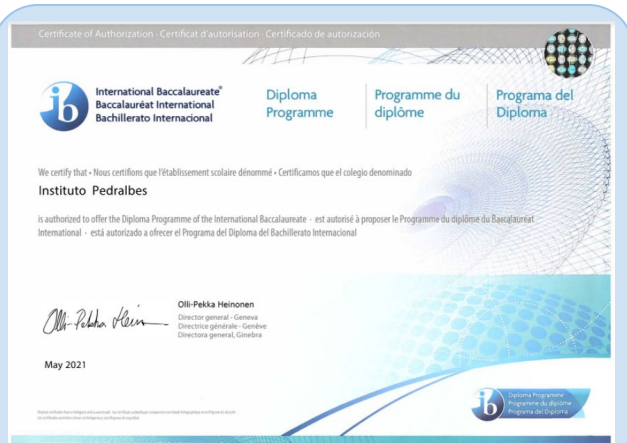 Certificate of Authorization · Certificat d'autorisation · Certificado de autorización
International Baccalaureate®
Baccalauréat International
Bachillerato Internacional
Diploma
Programme
Programme du
diplôme
Programa del
Diploma
We certify that • Nous certifions que l'établissement scolaire dénommé • Certificamos que el colegio denominado
Instituto Pedralbes
is authorized to offer the Diploma Programme of the International Baccalaureate · est autorisé à proposer le Programme du diplôme du Baccalauréat
International · está autorizado a ofrecer el Programa del Diploma del Bachillerato Internacional
Olli-Pekka Heinonen
Director general - Geneva
Directrice générale - Genève
Directora general, Ginebra
May 2021
Diploma Programme
Programme du diplôme
Programa del Diploma